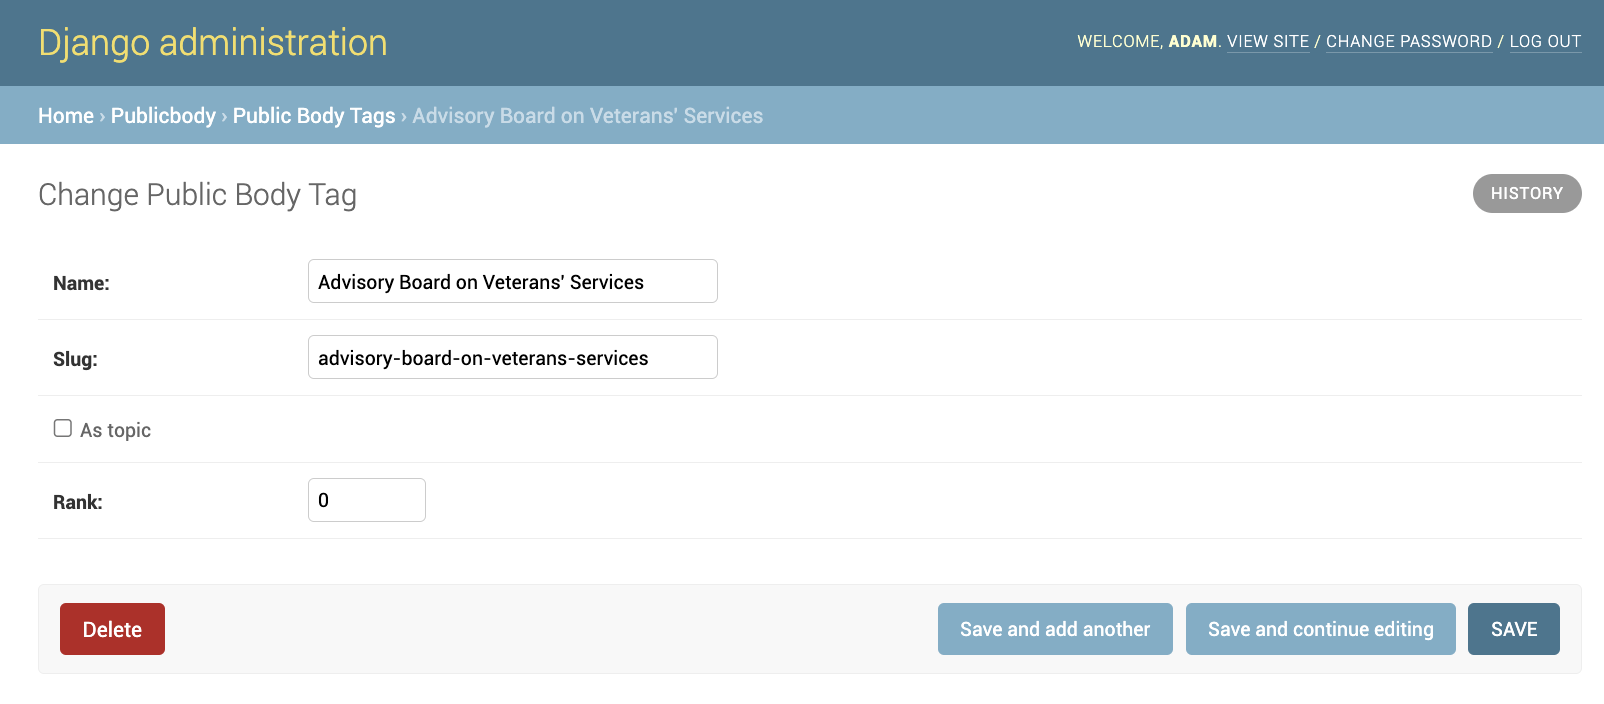 Django administration
WELCOME, ADAM. VIEW SITE / CHANGE PASSWORD / LOG OUT
Home › Publicbody › Public Body Tags › Advisory Board on Veterans' Services
Change Public Body Tag
HISTORY
Name: Advisory Board on Veterans' Services
Slug: advisory-board-on-veterans-services
As topic
Rank: 0
Delete Save and add another Save and continue editing SAVE